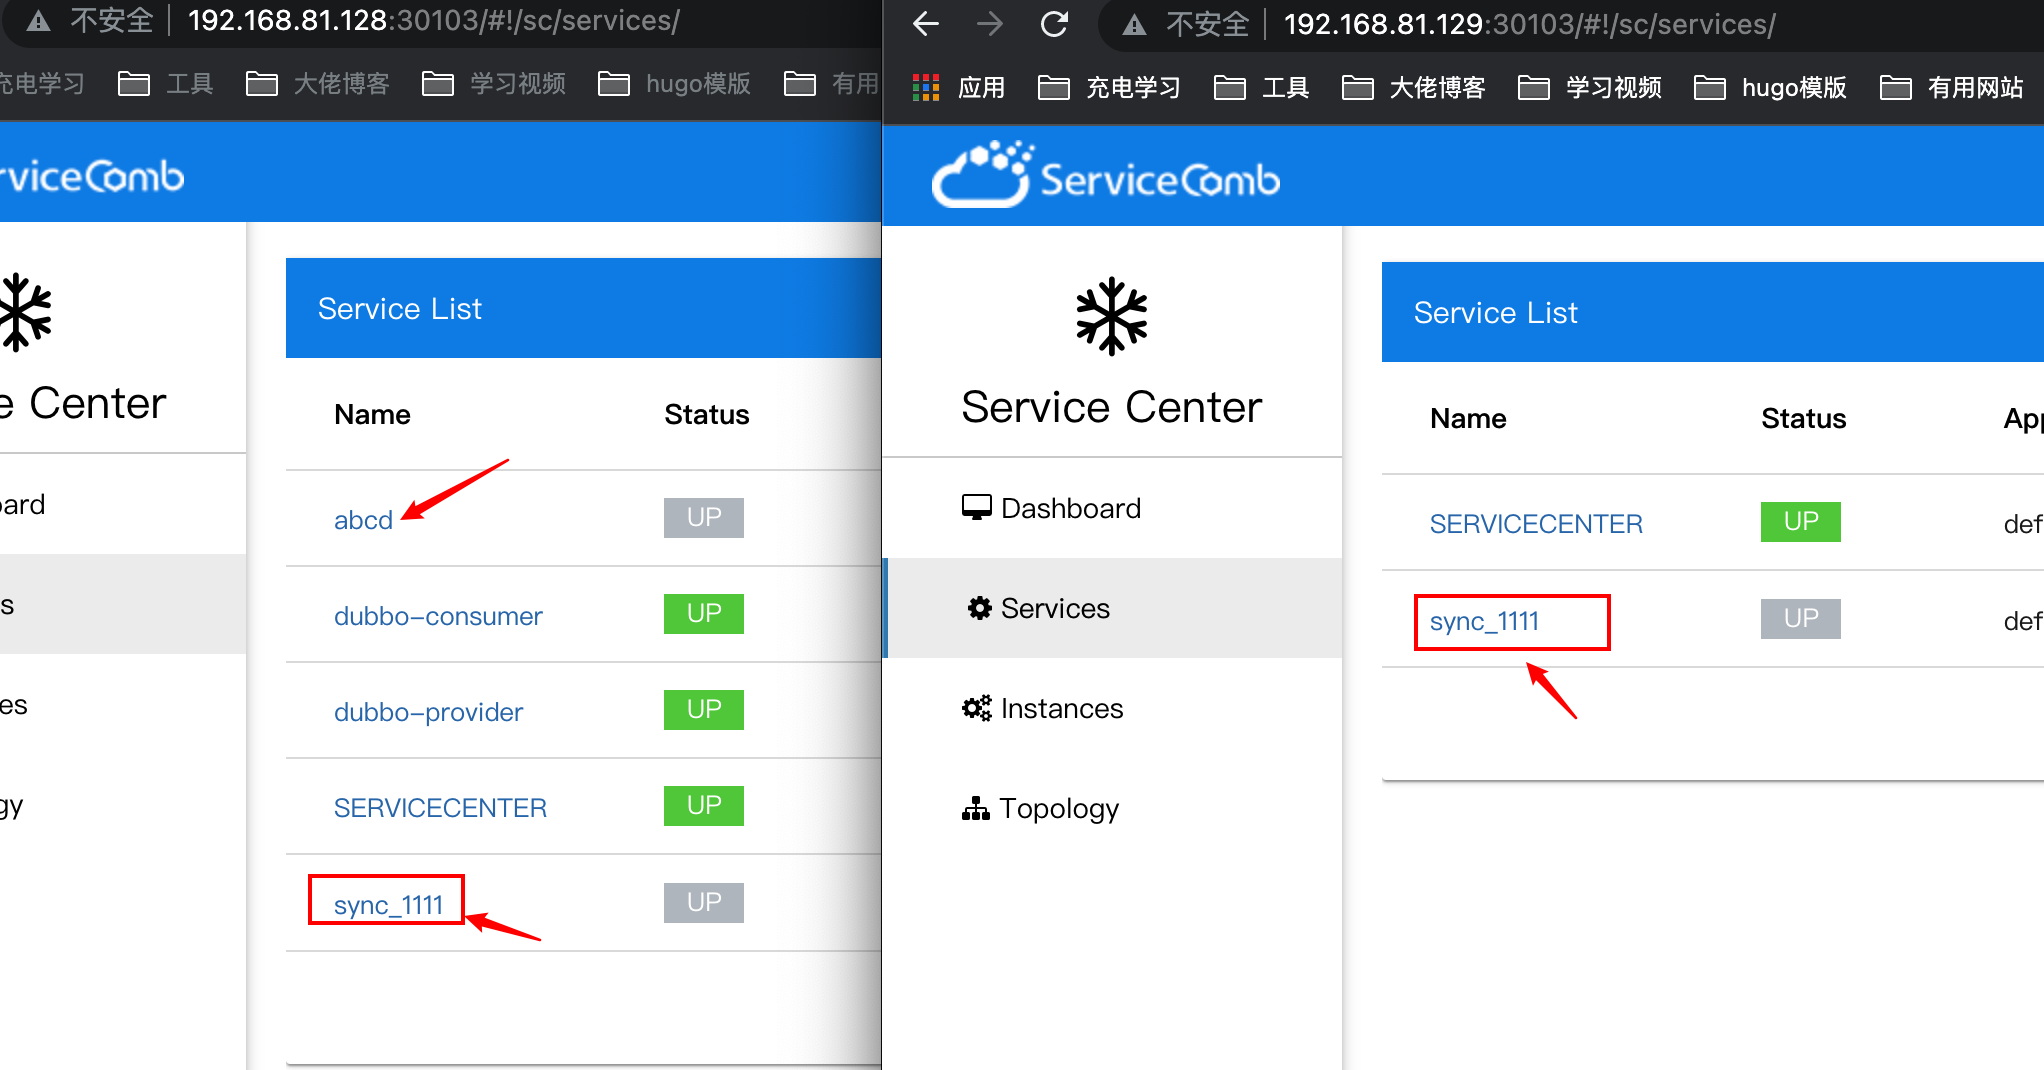 不安全 192.168.81.128:30103/#!/sc/services/
充电学习 工具 大佬博客 学习视频 hugo模版 有用
rviceComb
Service List
e Center
Name Status
abcd UP
ard
dubbo-consumer UP
s
dubbo-provider UP
es
SERVICECENTER UP
gy
sync_1111 UP
不安全 192.168.81.129:30103/#!/sc/services/
应用 充电学习 工具 大佬博客 学习视频 hugo模版 有用网站
ServiceComb
Service List
Service Center
Name Status App
Dashboard
SERVICECENTER UP def
Services
sync_1111 UP def
Instances
Topology